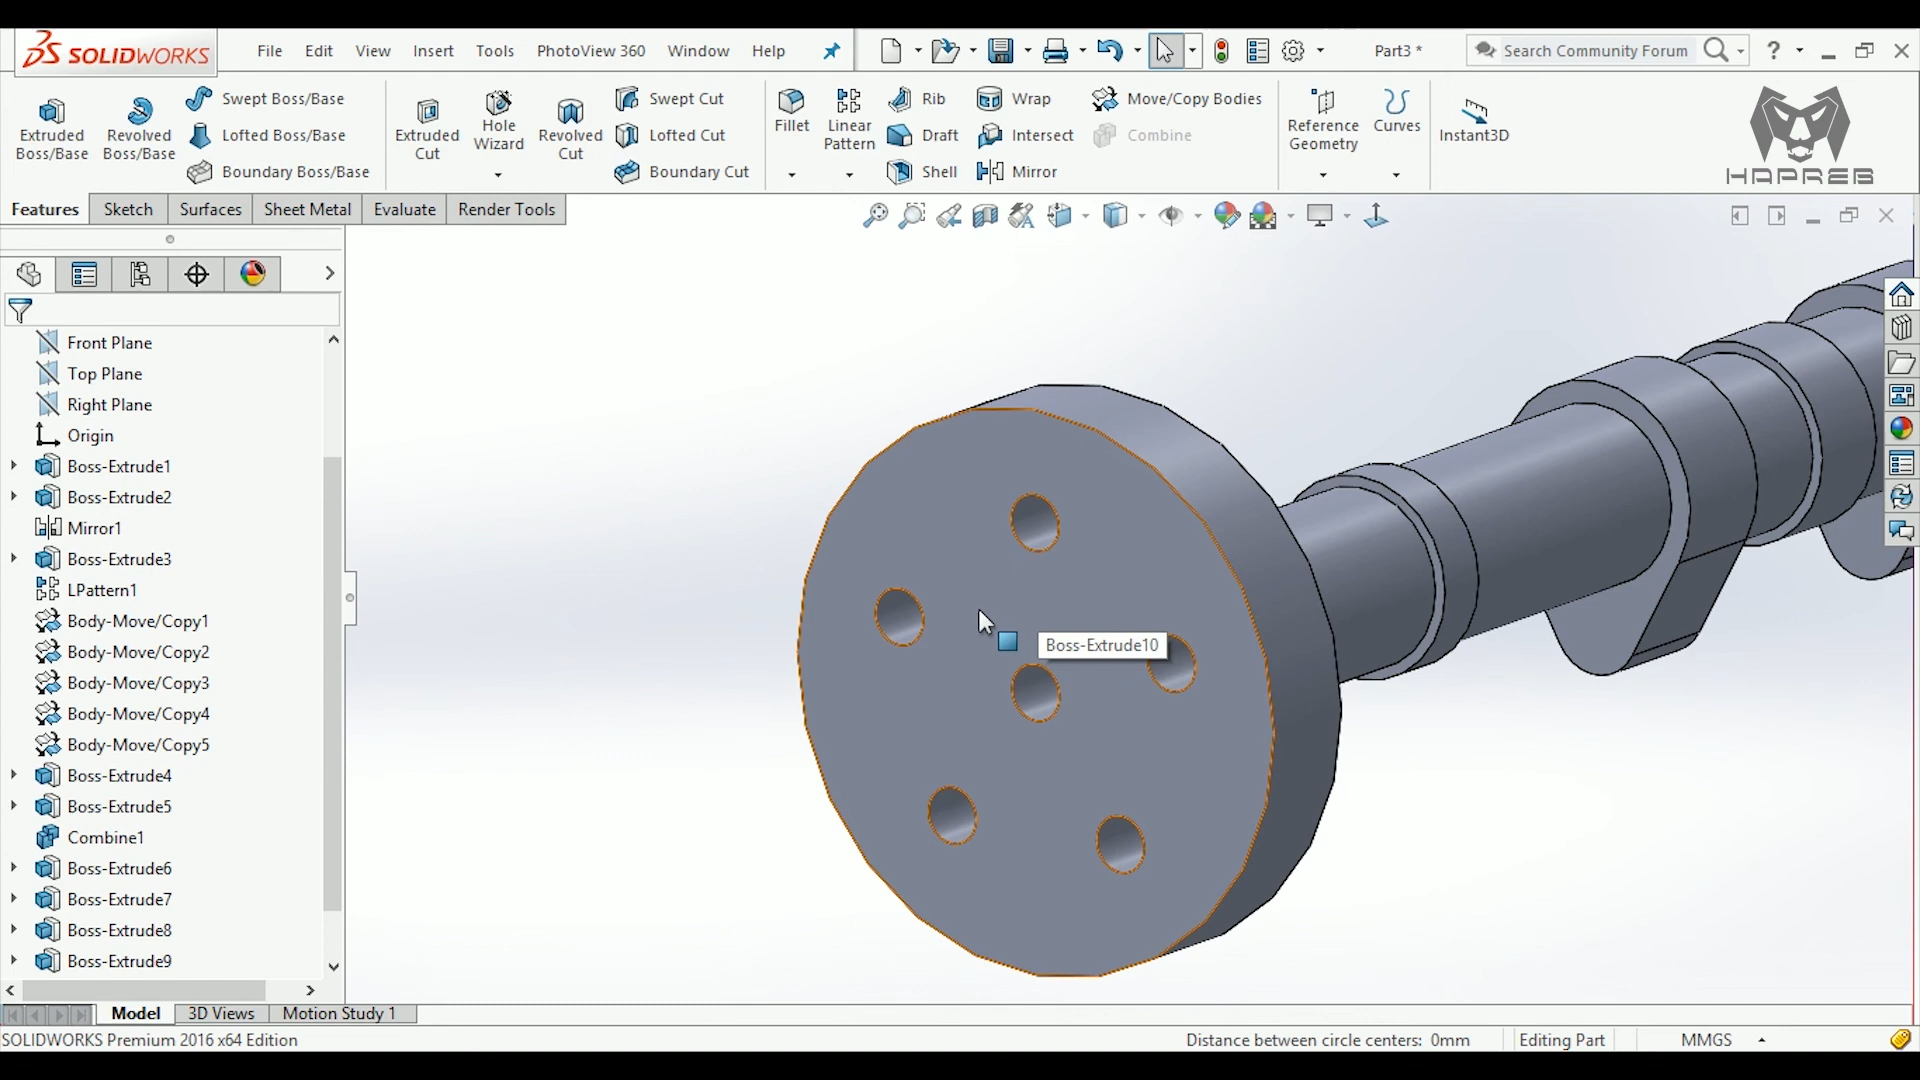 SOLIDWORKS File Edit View Insert Tools PhotoView 360 Window Help Part3 * Search Community Forum ?
Extruded Boss/Base
Revolved Boss/Base
Swept Boss/Base
Lofted Boss/Base
Boundary Boss/Base
Extruded Cut
Hole Wizard
Revolved Cut
Swept Cut
Lofted Cut
Boundary Cut
Fillet
Linear Pattern
Rib
Draft
Shell
Wrap
Intersect
Mirror
Move/Copy Bodies
Combine
Reference Geometry
Curves
Instant3D
HAPREB
Features Sketch Surfaces Sheet Metal Evaluate Render Tools
Front Plane
Top Plane
Right Plane
Origin
Boss-Extrude1
Boss-Extrude2
Mirror1
Boss-Extrude3
LPattern1
Body-Move/Copy1
Body-Move/Copy2
Body-Move/Copy3
Body-Move/Copy4
Body-Move/Copy5
Boss-Extrude4
Boss-Extrude5
Combine1
Boss-Extrude6
Boss-Extrude7
Boss-Extrude8
Boss-Extrude9
Boss-Extrude10
Model 3D Views Motion Study 1
SOLIDWORKS Premium 2016 x64 Edition Distance between circle centers: 0mm Editing Part MMGS